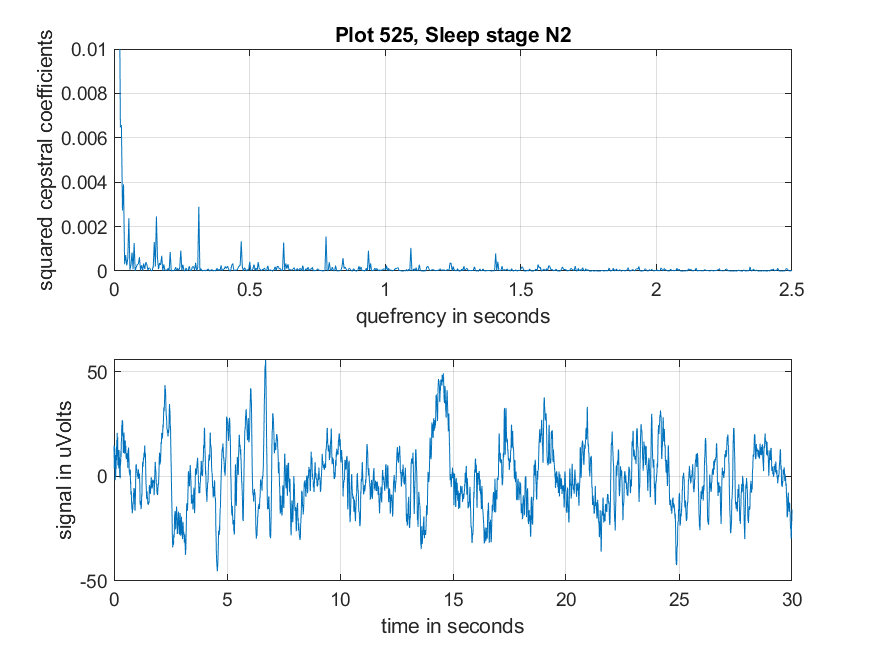 Plot 525, Sleep stage N2
squared cepstral coefficients
0.01
0.008
0.006
0.004
0.002
0
0 0.5 1 1.5 2 2.5
quefrency in seconds
signal in uVolts
50
0
-50
0 5 10 15 20 25 30
time in seconds